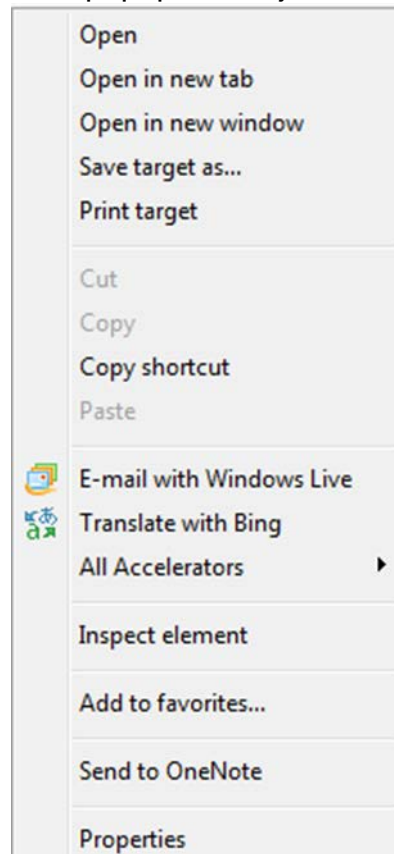 Open
Open in new tab
Open in new window
Save target as...
Print target
Cut
Copy
Copy shortcut
Paste
E-mail with Windows Live
Translate with Bing
All Accelerators
Inspect element
Add to favorites...
Send to OneNote
Properties